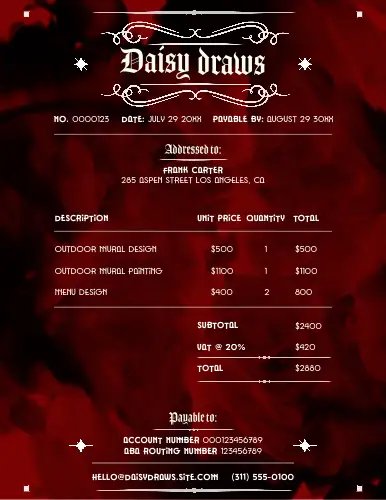 Daisy draws
NO. 0000123 DATE: JULY 29 20XX PAYABLE BY: AUGUST 29 30XX
Addressed to:
FRANK CARTER
285 ASPEN STREET LOS ANGELES, CA
DESCRIPTION UNIT PRICE QUANTITY TOTAL
OUTDOOR MURAL DESIGN $500 1 $500
OUTDOOR MURAL PAINTING $1100 1 $1100
MENU DESIGN $400 2 800
SUBTOTAL $2400
VAT @ 20% $420
TOTAL $2880
Payable to:
ACCOUNT NUMBER 000123456789
ABA ROUTING NUMBER 123456789
HELLO@DAISYDRAWS.SITE.COM (311) 555-0100